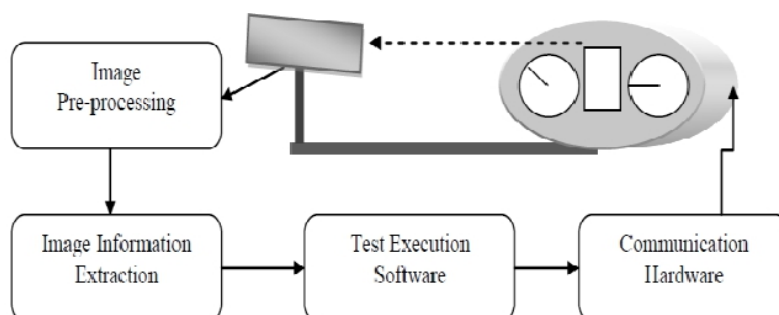 Image
Pre-processing
Image Information
Extraction
Test Execution
Software
Communication
Hardware